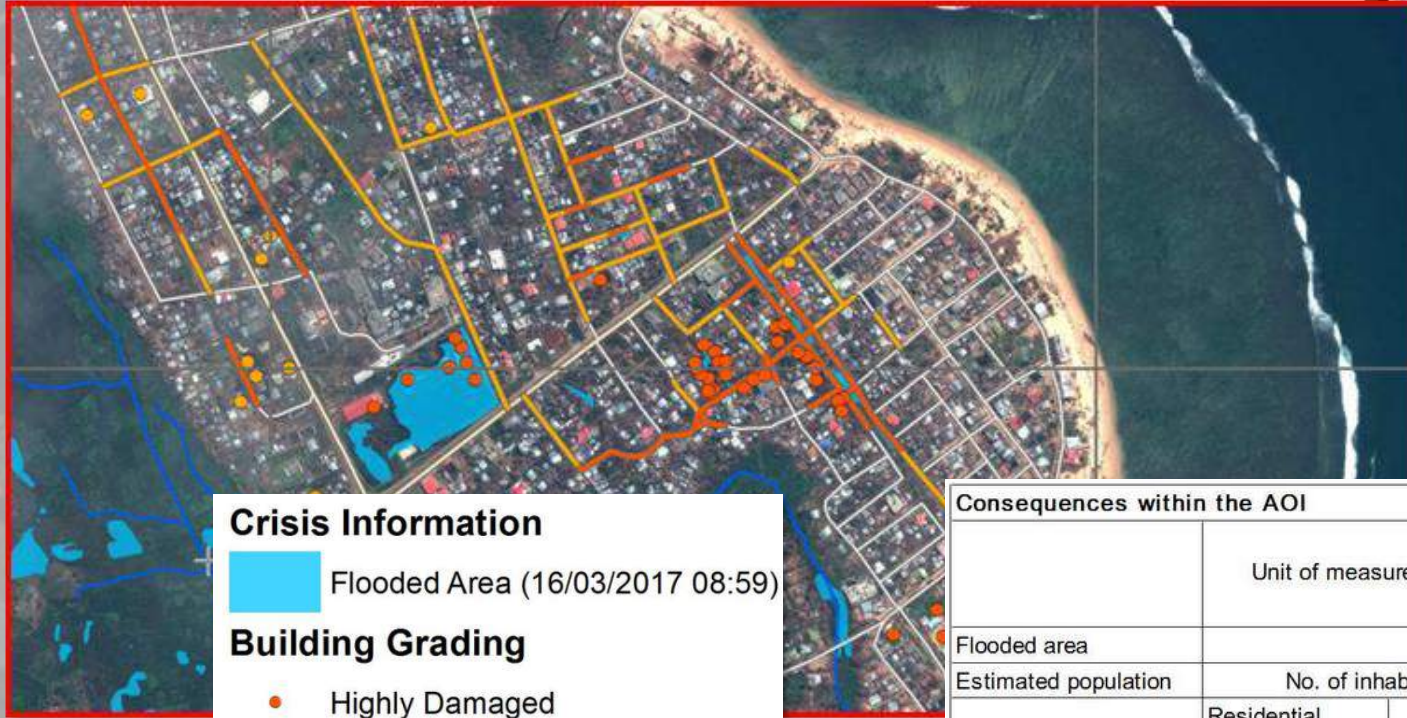 Crisis Information
Flooded Area (16/03/2017 08:59)
Building Grading
Highly Damaged
Consequences within the AOI
Unit of measure
Flooded area
Estimated population
No. of inhab
Residential